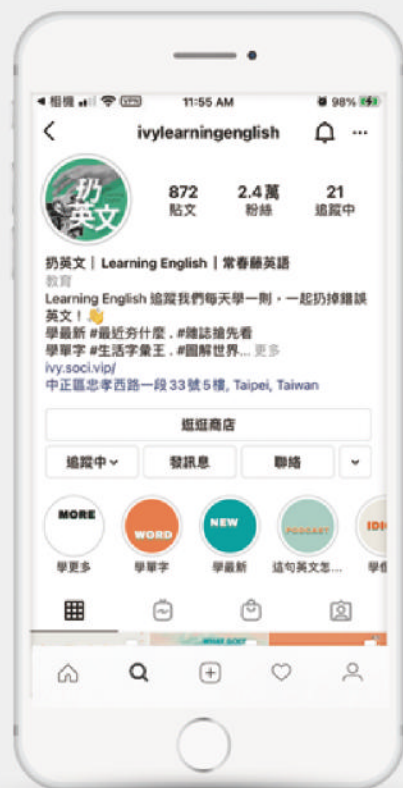 相機 VPN 11:55 AM 98%
ivylearningenglish
扔
英文
872 2.4萬 21
貼文 粉絲 追蹤中
扔英文｜Learning English｜常春藤英語
教育
Learning English 追蹤我們每天學一則，一起扔掉錯誤
英文！
學最新 #最近夯什麼．#雜誌搶先看
學單字 #生活字彙王．#圖解世界... 更多
ivy.soci.vip/
中正區忠孝西路一段33號5樓, Taipei, Taiwan
逛逛商店
追蹤中 發訊息 聯絡
MORE WORD NEW PODCAST IDI
學更多 學單字 學最新 這句英文怎...